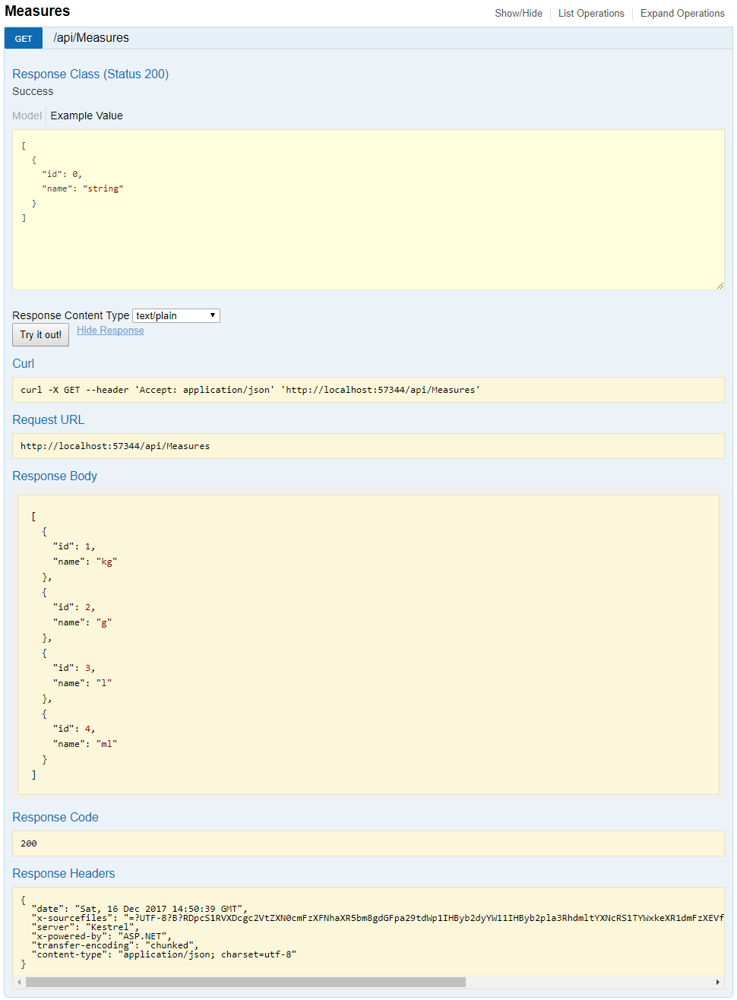 Measures
Show/Hide List Operations Expand Operations
GET /api/Measures
Response Class (Status 200)
Success
Model Example Value
[
  {
    "id": 0,
    "name": "string"
  }
]
Response Content Type text/plain
Try it out! Hide Response
Curl
curl -X GET --header 'Accept: application/json' 'http://localhost:57344/api/Measures'
Request URL
http://localhost:57344/api/Measures
Response Body
[
  {
    "id": 1,
    "name": "kg"
  },
  {
    "id": 2,
    "name": "g"
  },
  {
    "id": 3,
    "name": "l"
  },
  {
    "id": 4,
    "name": "ml"
  }
]
Response Code
200
Response Headers
{
  "date": "Sat, 16 Dec 2017 14:50:39 GMT",
  "x-sourcefiles":
  "server": "Kestrel",
  "x-powered-by": "ASP.NET",
  "transfer-encoding": "chunked",
  "content-type": "application/json; charset=utf-8"
}